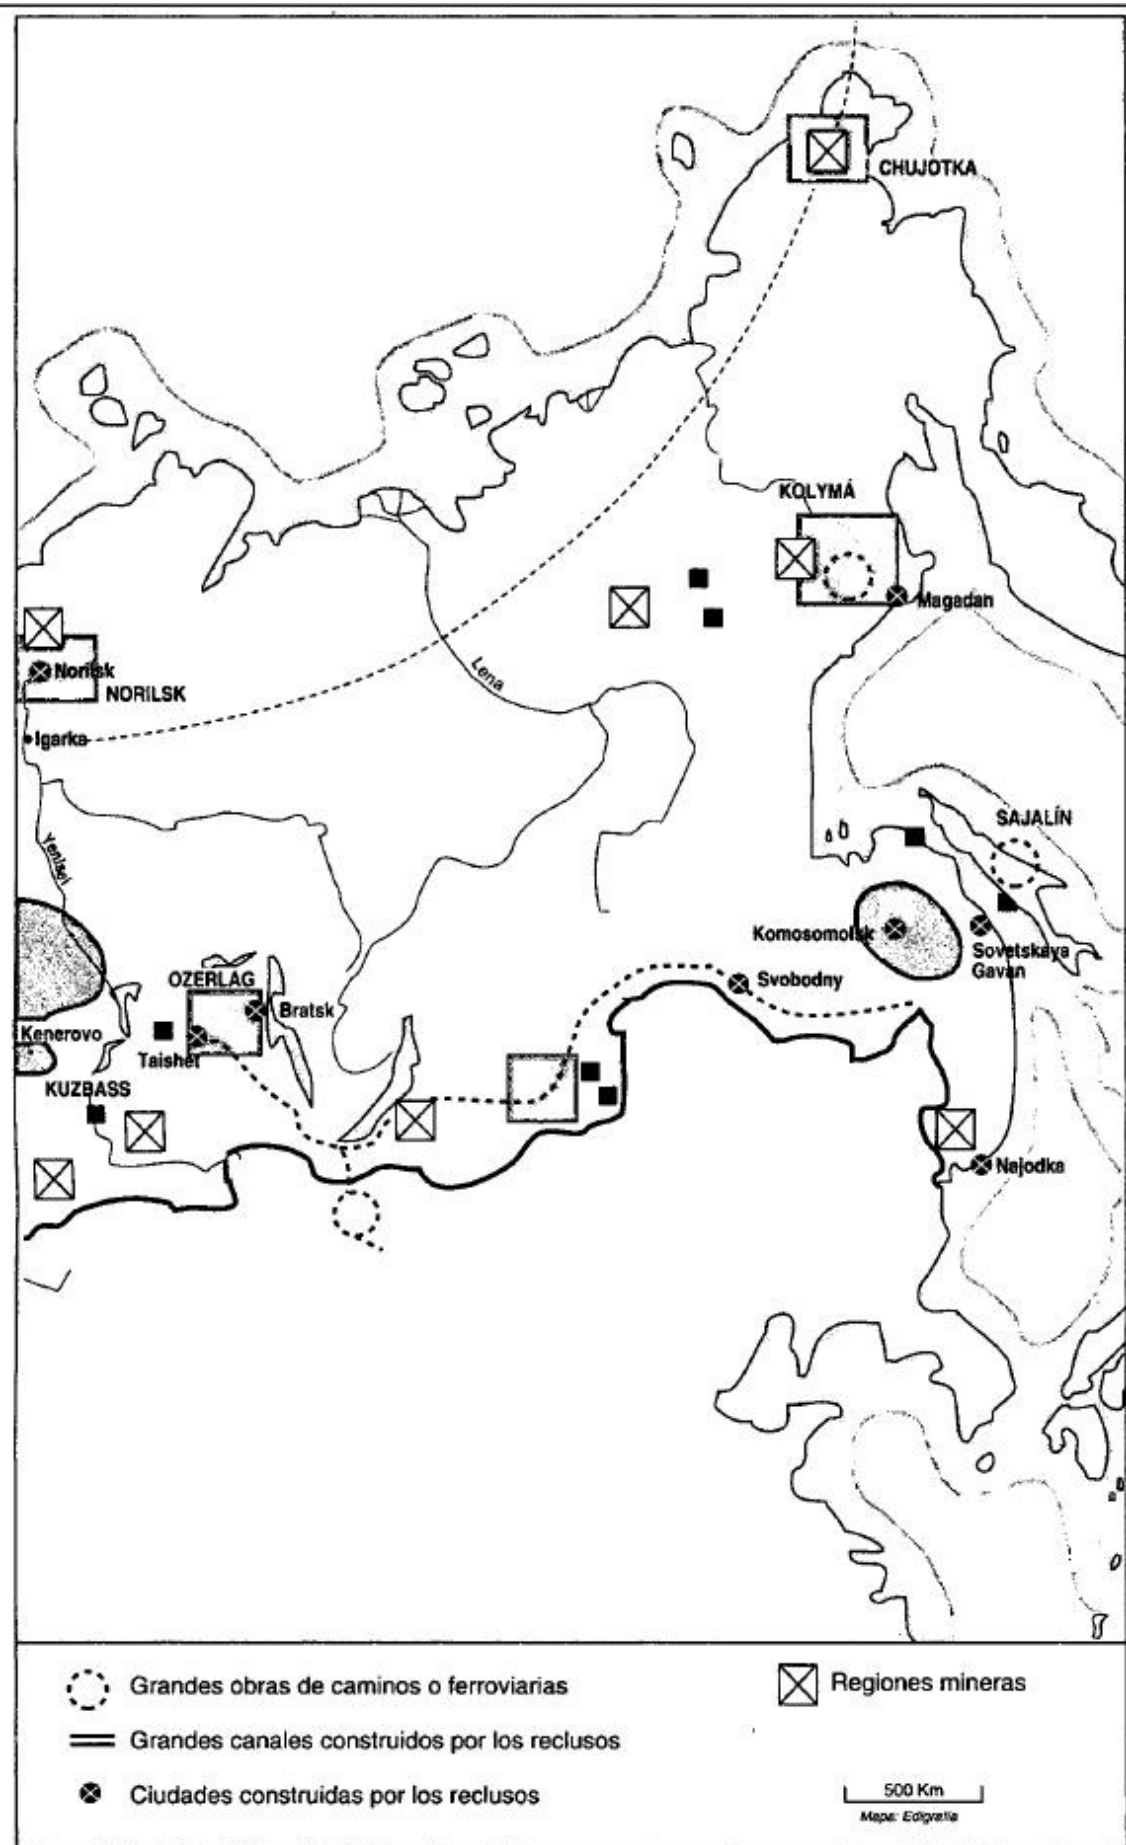 CHUJOTKA
KOLYMÁ
Magadan
Norilsk
NORILSK
Igarka
Lena
Yenisei
SAJALÍN
Komosomolsk
Sovetskaya
Gavan
Svobodny
OZERLAG
Bratsk
Kenerovo
Taishet
KUZBASS
Najodka
Grandes obras de caminos o ferroviarias
Regiones mineras
Grandes canales construidos por los reclusos
Ciudades construidas por los reclusos
500 Km
Mapa: Edigrafia